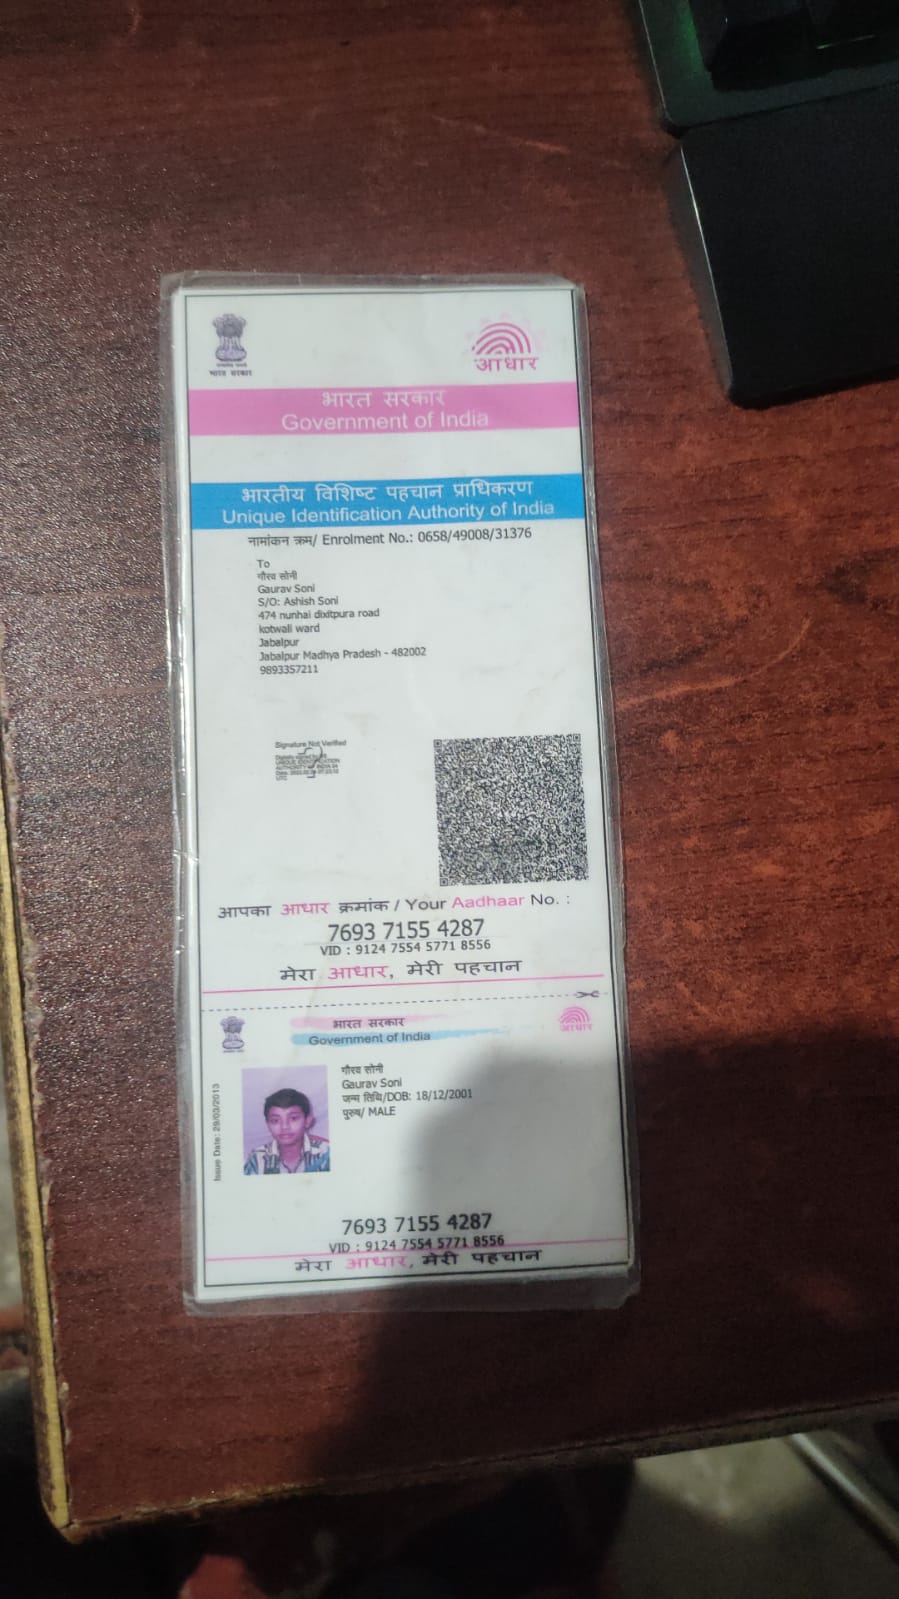 भारत सरकार
आधार
भारत सरकार
Government of India
भारतीय विशिष्ट पहचान प्राधिकरण
Unique Identification Authority of India
नामांकन क्रम/ Enrolment No.: 0658/49008/31376
To
गौरव सोनी
Gaurav Soni
S/O: Ashish Soni
474 nunhai dixitpura road
kotwali ward
Jabalpur
Jabalpur Madhya Pradesh - 482002
9893357211
Signature Not Verified
आपका आधार क्रमांक / Your Aadhaar No. :
7693 7155 4287
VID : 9124 7554 5771 8556
मेरा आधार, मेरी पहचान
भारत सरकार
Government of India
आधार
Issue Date: 29/03/2013
गौरव सोनी
Gaurav Soni
जन्म तिथि/DOB: 18/12/2001
पुरुष/ MALE
7693 7155 4287
VID : 9124 7554 5771 8556
मेरा आधार, मेरी पहचान